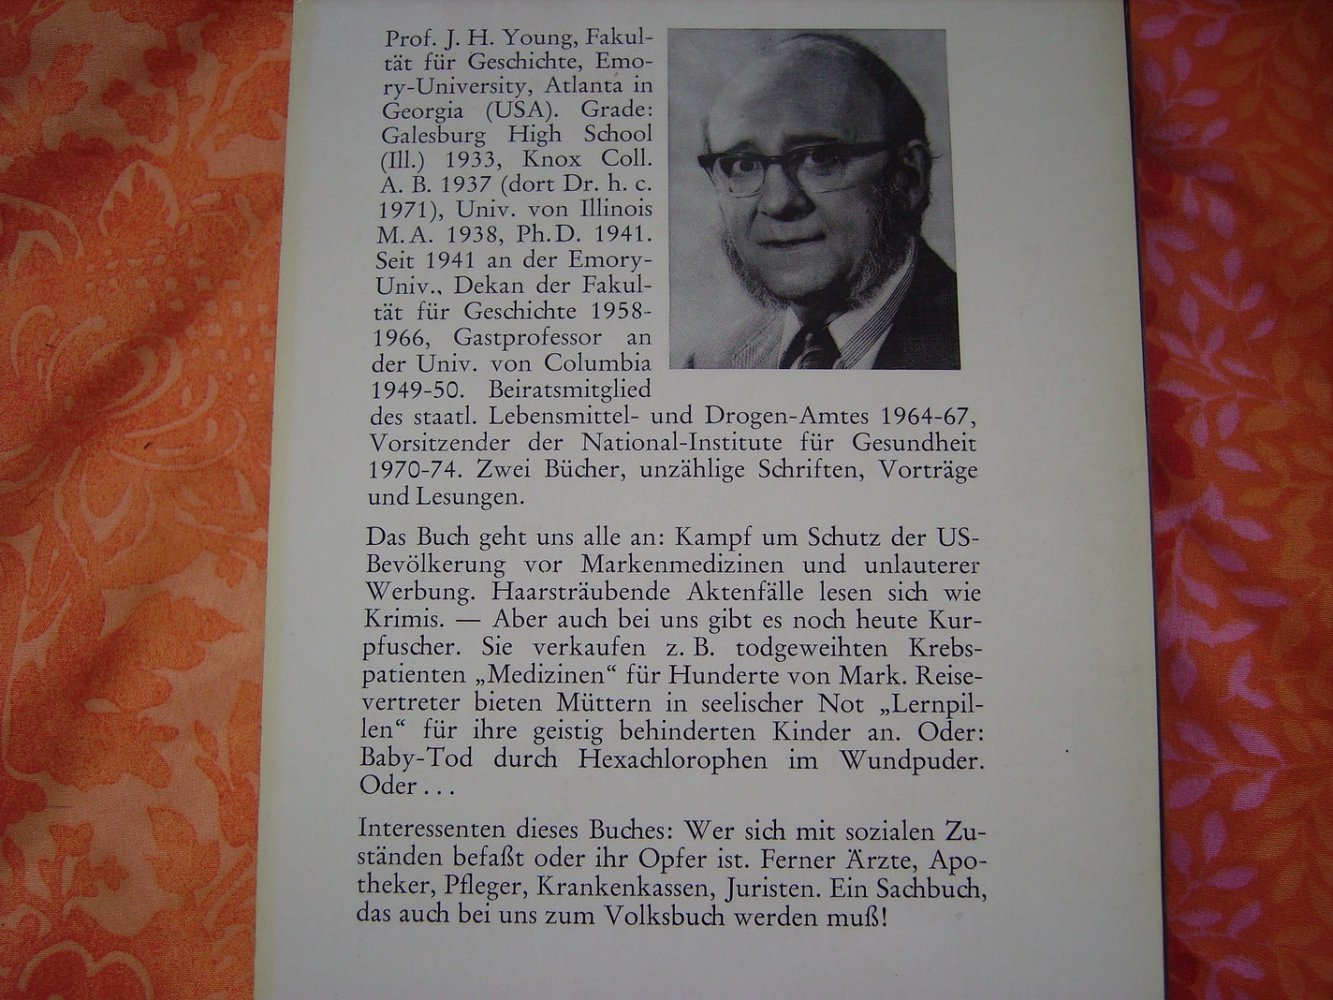 Prof. J. H. Young, Fakul-
tät für Geschichte, Emo-
ry-University, Atlanta in
Georgia (USA). Grade:
Galesburg High School
(Ill.) 1933, Knox Coll.
A. B. 1937 (dort Dr. h. c.
1971), Univ. von Illinois
M. A. 1938, Ph. D. 1941.
Seit 1941 an der Emory-
Univ., Dekan der Fakul-
tät für Geschichte 1958-
1966, Gastprofessor an
der Univ. von Columbia
1949-50. Beiratsmitglied
des staatl. Lebensmittel- und Drogen-Amtes 1964-67,
Vorsitzender der National-Institute für Gesundheit
1970-74. Zwei Bücher, unzählige Schriften, Vorträge
und Lesungen.
Das Buch geht uns alle an: Kampf um Schutz der US-
Bevölkerung vor Markenmedizinen und unlauterer
Werbung. Haarsträubende Aktenfälle lesen sich wie
Krimis. — Aber auch bei uns gibt es noch heute Kur-
pfuscher. Sie verkaufen z. B. todgeweihten Krebs-
patienten „Medizinen“ für Hunderte von Mark. Reise-
vertreter bieten Müttern in seelischer Not „Lernpil-
len“ für ihre geistig behinderten Kinder an. Oder:
Baby-Tod durch Hexachlorophen im Wundpuder.
Oder . . .
Interessenten dieses Buches: Wer sich mit sozialen Zu-
ständen befaßt oder ihr Opfer ist. Ferner Ärzte, Apo-
theker, Pfleger, Krankenkassen, Juristen. Ein Sachbuch,
das auch bei uns zum Volksbuch werden muß!